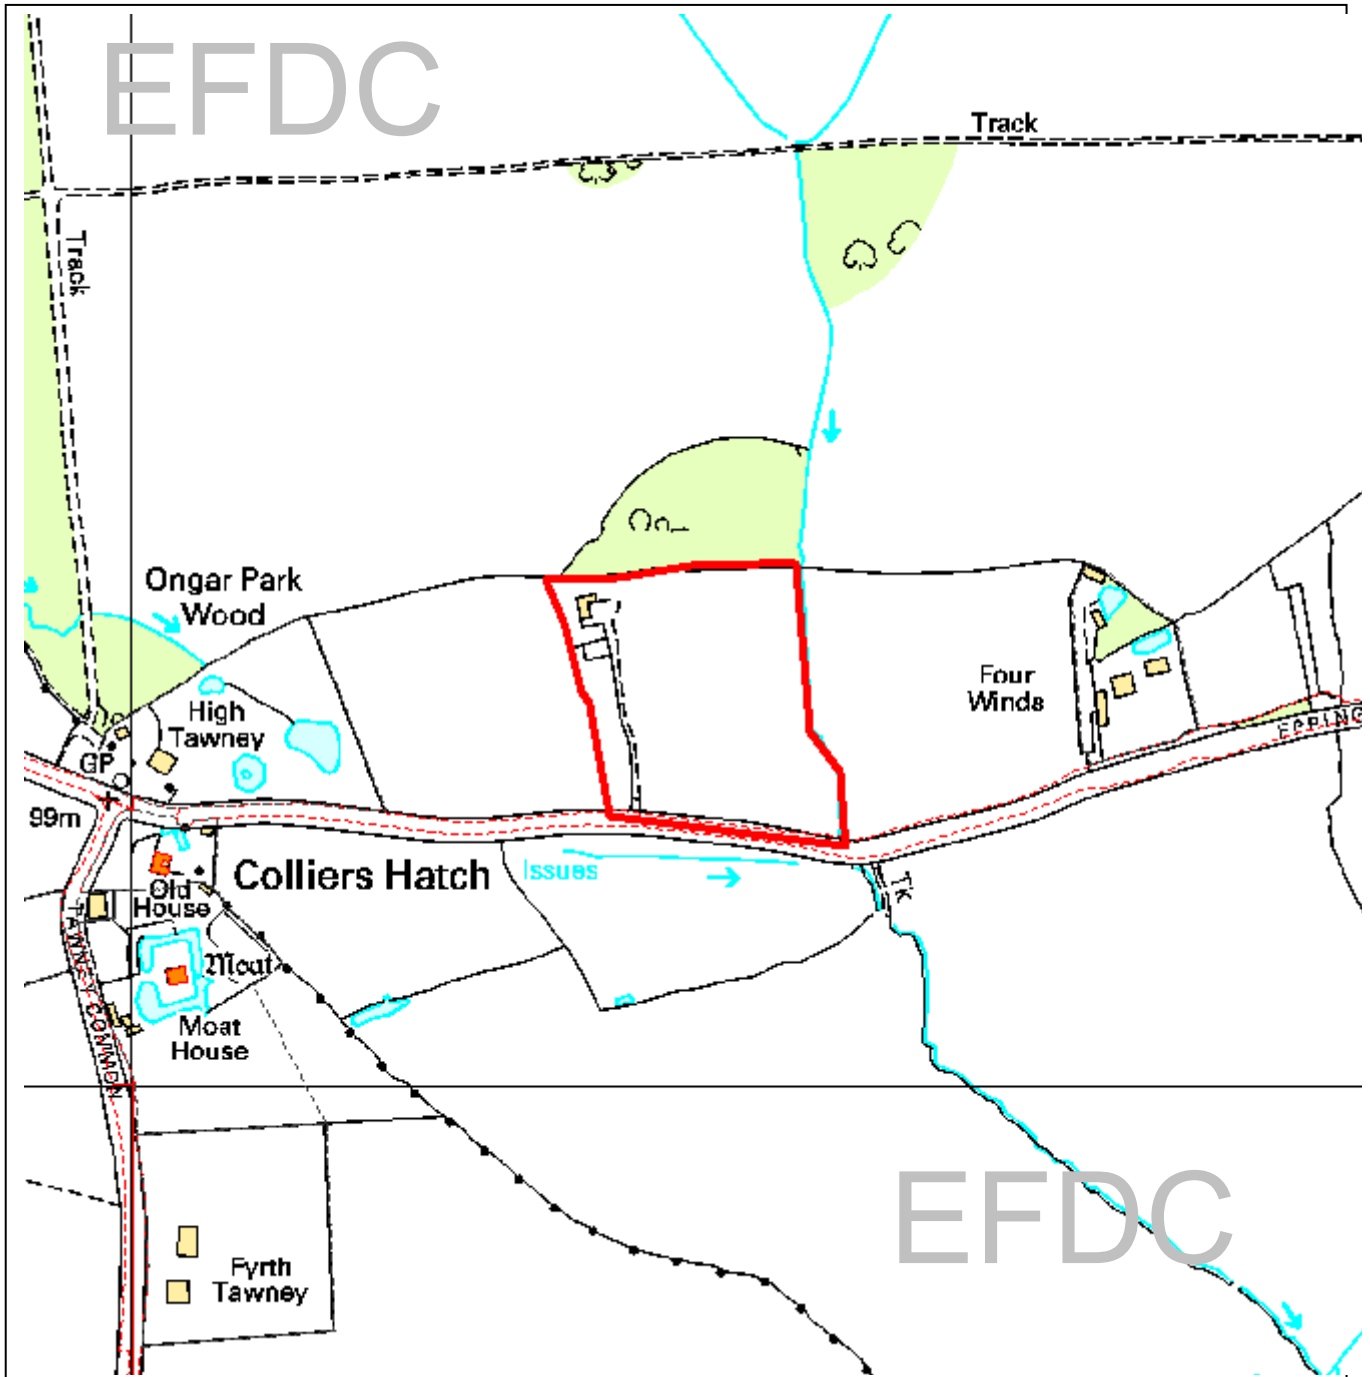 EFDC
Track
Track
Ongar Park
Wood
High
Tawney
GP
99m
Four
Winds
EPPING
Colliers Hatch
Issues
TK
Old
House
TAWNEY COMMON
Moat
Moat
House
EFDC
Fyrth
Tawney